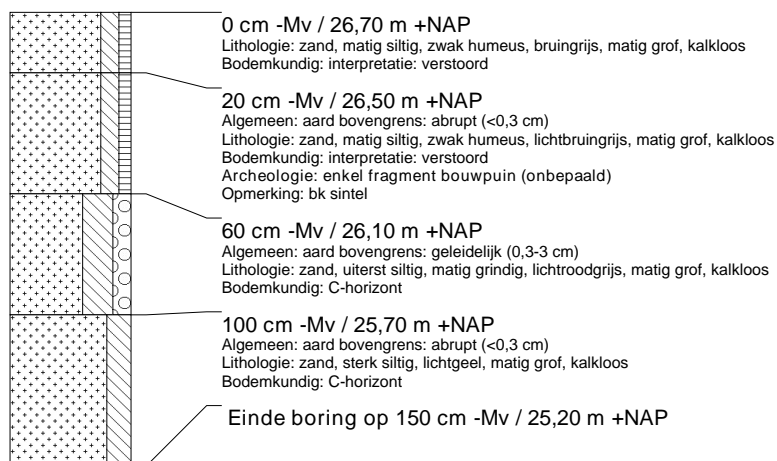 0 cm -Mv / 26,70 m +NAP
Lithologie: zand, matig siltig, zwak humeus, bruingrijs, matig grof, kalkloos
Bodemkundig: interpretatie: verstoord
20 cm -Mv / 26,50 m +NAP
Algemeen: aard bovengrens: abrupt (<0,3 cm)
Lithologie: zand, matig siltig, zwak humeus, lichtbruingrijs, matig grof, kalkloos
Bodemkundig: interpretatie: verstoord
Archeologie: enkel fragment bouwpuin (onbepaald)
Opmerking: bk sintel
60 cm -Mv / 26,10 m +NAP
Algemeen: aard bovengrens: geleidelijk (0,3-3 cm)
Lithologie: zand, uiterst siltig, matig grindig, lichtroodgrijs, matig grof, kalkloos
Bodemkundig: C-horizont
100 cm -Mv / 25,70 m +NAP
Algemeen: aard bovengrens: abrupt (<0,3 cm)
Lithologie: zand, sterk siltig, lichtgeel, matig grof, kalkloos
Bodemkundig: C-horizont
Einde boring op 150 cm -Mv / 25,20 m +NAP